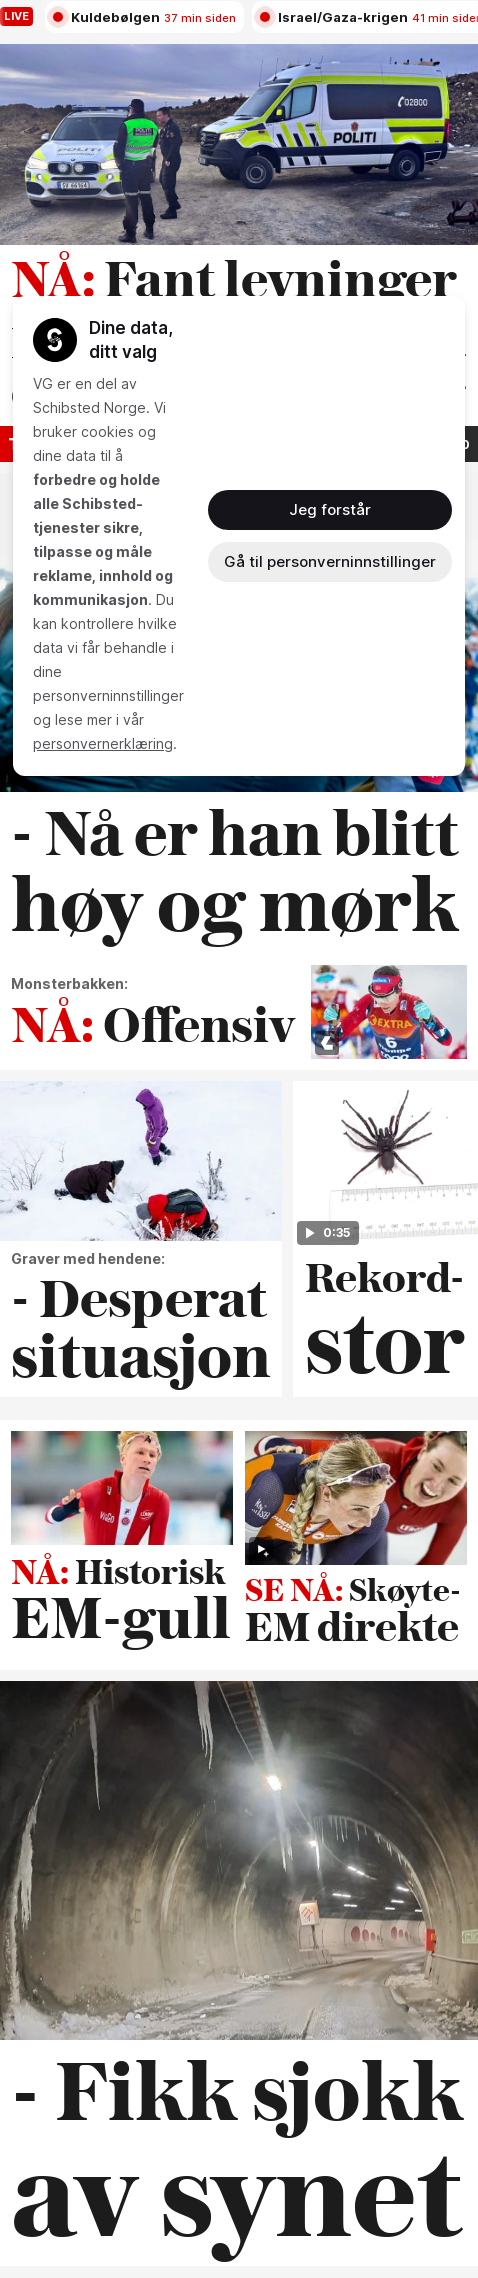 LIVE
Kuldebølgen 37 min siden
Israel/Gaza-krigen 41 min siden
02800
POLITI
NÅ: Fant levninger
Dine data,
ditt valg
VG er en del av
Schibsted Norge. Vi
bruker cookies og
dine data til å
forbedre og holde
alle Schibsted-
tjenester sikre,
tilpasse og måle
reklame, innhold og
kommunikasjon. Du
kan kontrollere hvilke
data vi får behandle i
dine
personverninnstillinger
og lese mer i vår
personvernerklæring.
Jeg forstår
Gå til personverninnstillinger
- Nå er han blitt
høy og mørk
Monsterbakken:
NÅ: Offensiv
EXTRA
6
0:35
Graver med hendene:
- Desperat
situasjon
Rekord-
stor
NÅ: Historisk
EM-gull
SE NÅ: Skøyte-
EM direkte
- Fikk sjokk
av synet